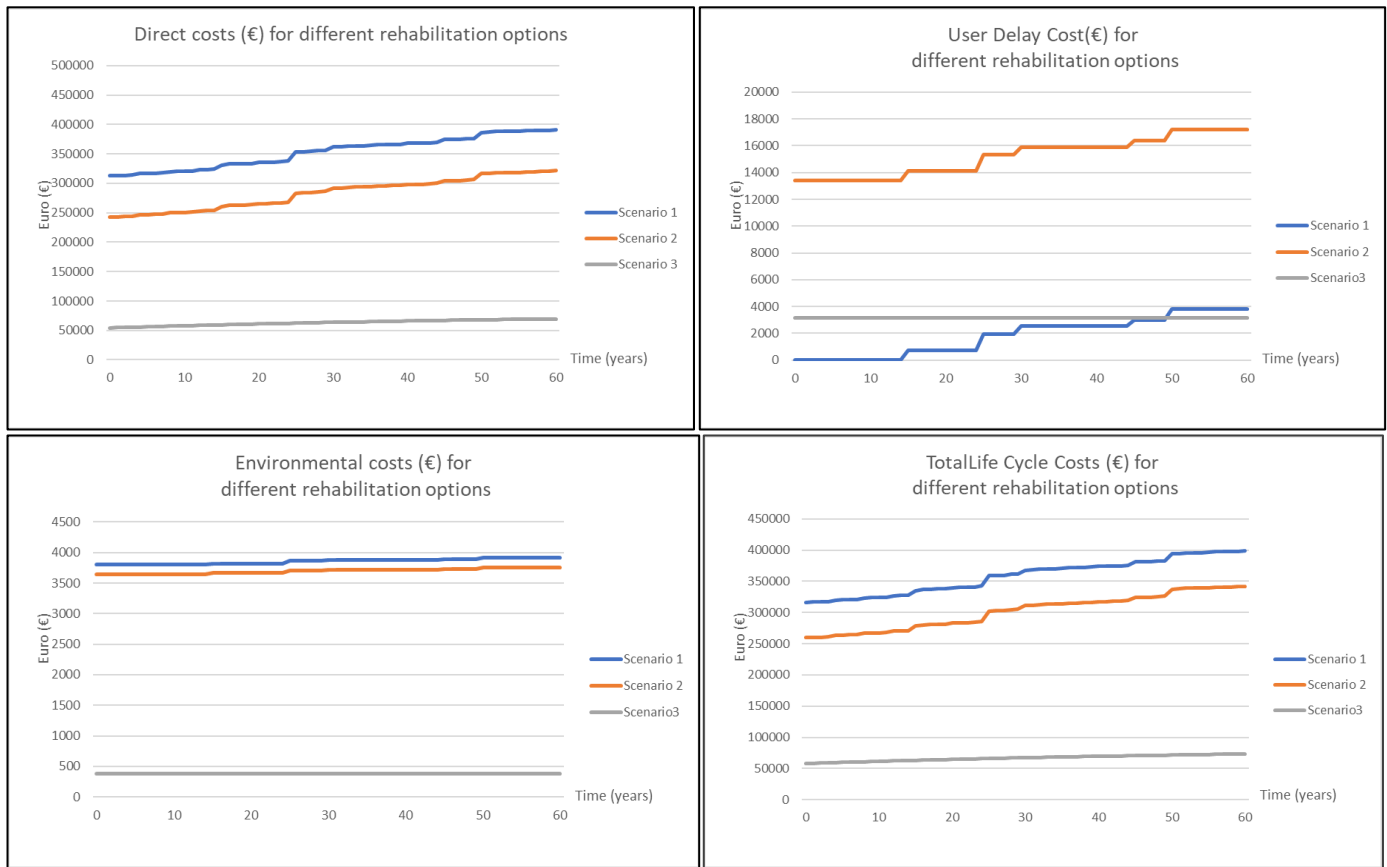 Direct costs (€) for different rehabilitation options
Euro (€)
500000
450000
400000
350000
300000
250000
200000
150000
100000
50000
0
0 10 20 30 40 50 60
Time (years)
Scenario 1
Scenario 2
Scenario 3
User Delay Cost(€) for
different rehabilitation options
Euro (€)
20000
18000
16000
14000
12000
10000
8000
6000
4000
2000
0
0 10 20 30 40 50 60
Time (years)
Scenario 1
Scenario 2
Scenario3
Environmental costs (€) for
different rehabilitation options
Euro (€)
4500
4000
3500
3000
2500
2000
1500
1000
500
0
0 10 20 30 40 50 60
Time (years)
Scenario 1
Scenario 2
Scenario3
TotalLife Cycle Costs (€) for
different rehabilitation options
Euro (€)
450000
400000
350000
300000
250000
200000
150000
100000
50000
0
0 10 20 30 40 50 60
Time (years)
Scenario 1
Scenario 2
Scenario3